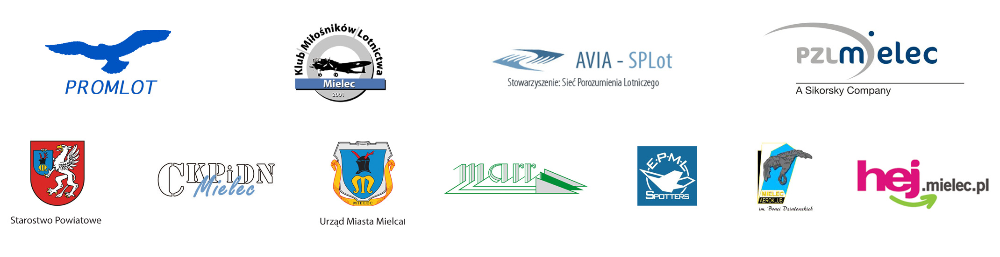 PROMLOT
Klub Miłośników Lotnictwa
Mielec
2001
AVIA - SPLot
Stowarzyszenie: Sieć Porozumienia Lotniczego
PZL mielec
A Sikorsky Company
Starostwo Powiatowe
CKPiDN
Mielec
MIELEC
Urząd Miasta Mielca
marr
E.P.M.L
SPOTTERS
MIELEC
AEROKLUB
im. Braci Działowskich
hej.mielec.pl